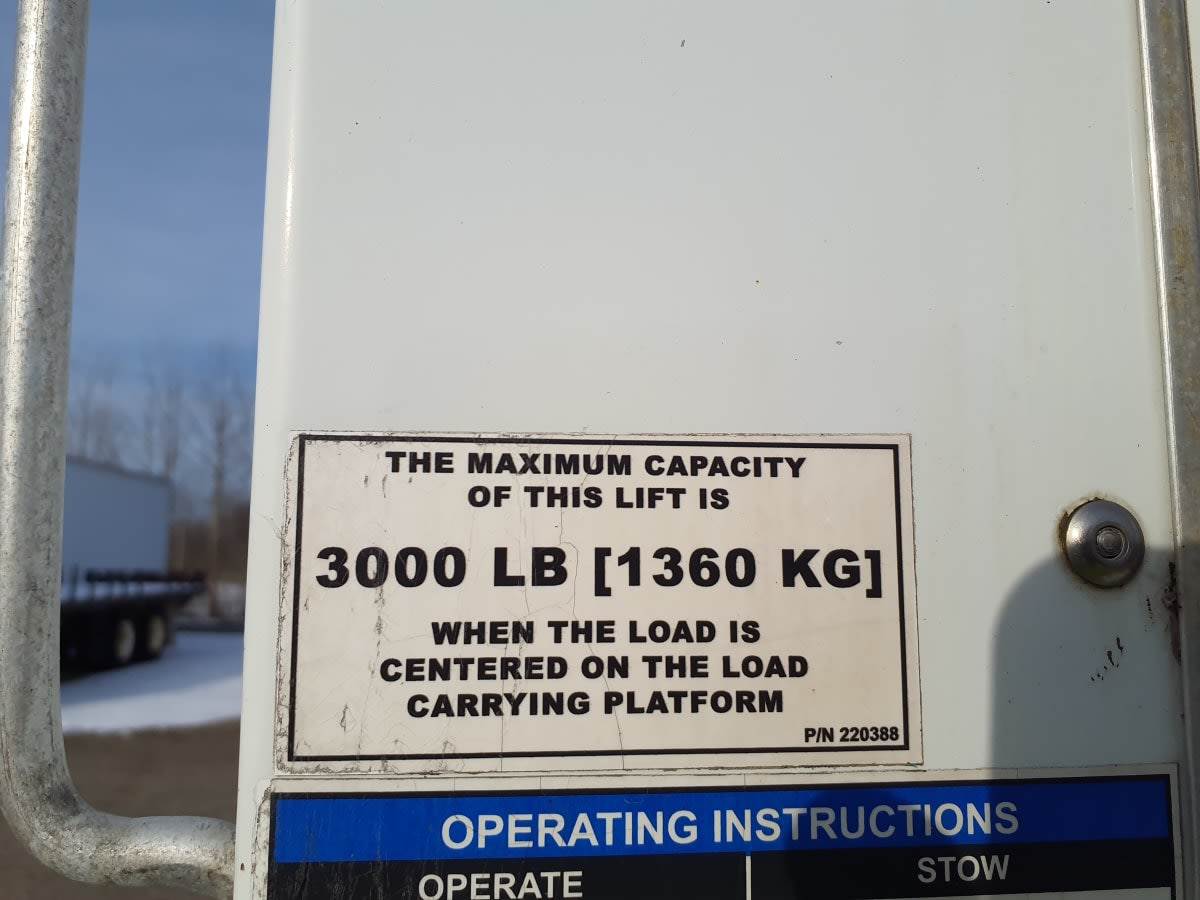 THE MAXIMUM CAPACITY
OF THIS LIFT IS
3000 LB [1360 KG]
WHEN THE LOAD IS
CENTERED ON THE LOAD
CARRYING PLATFORM
P/N 220388
OPERATING INSTRUCTIONS
OPERATE
STOW